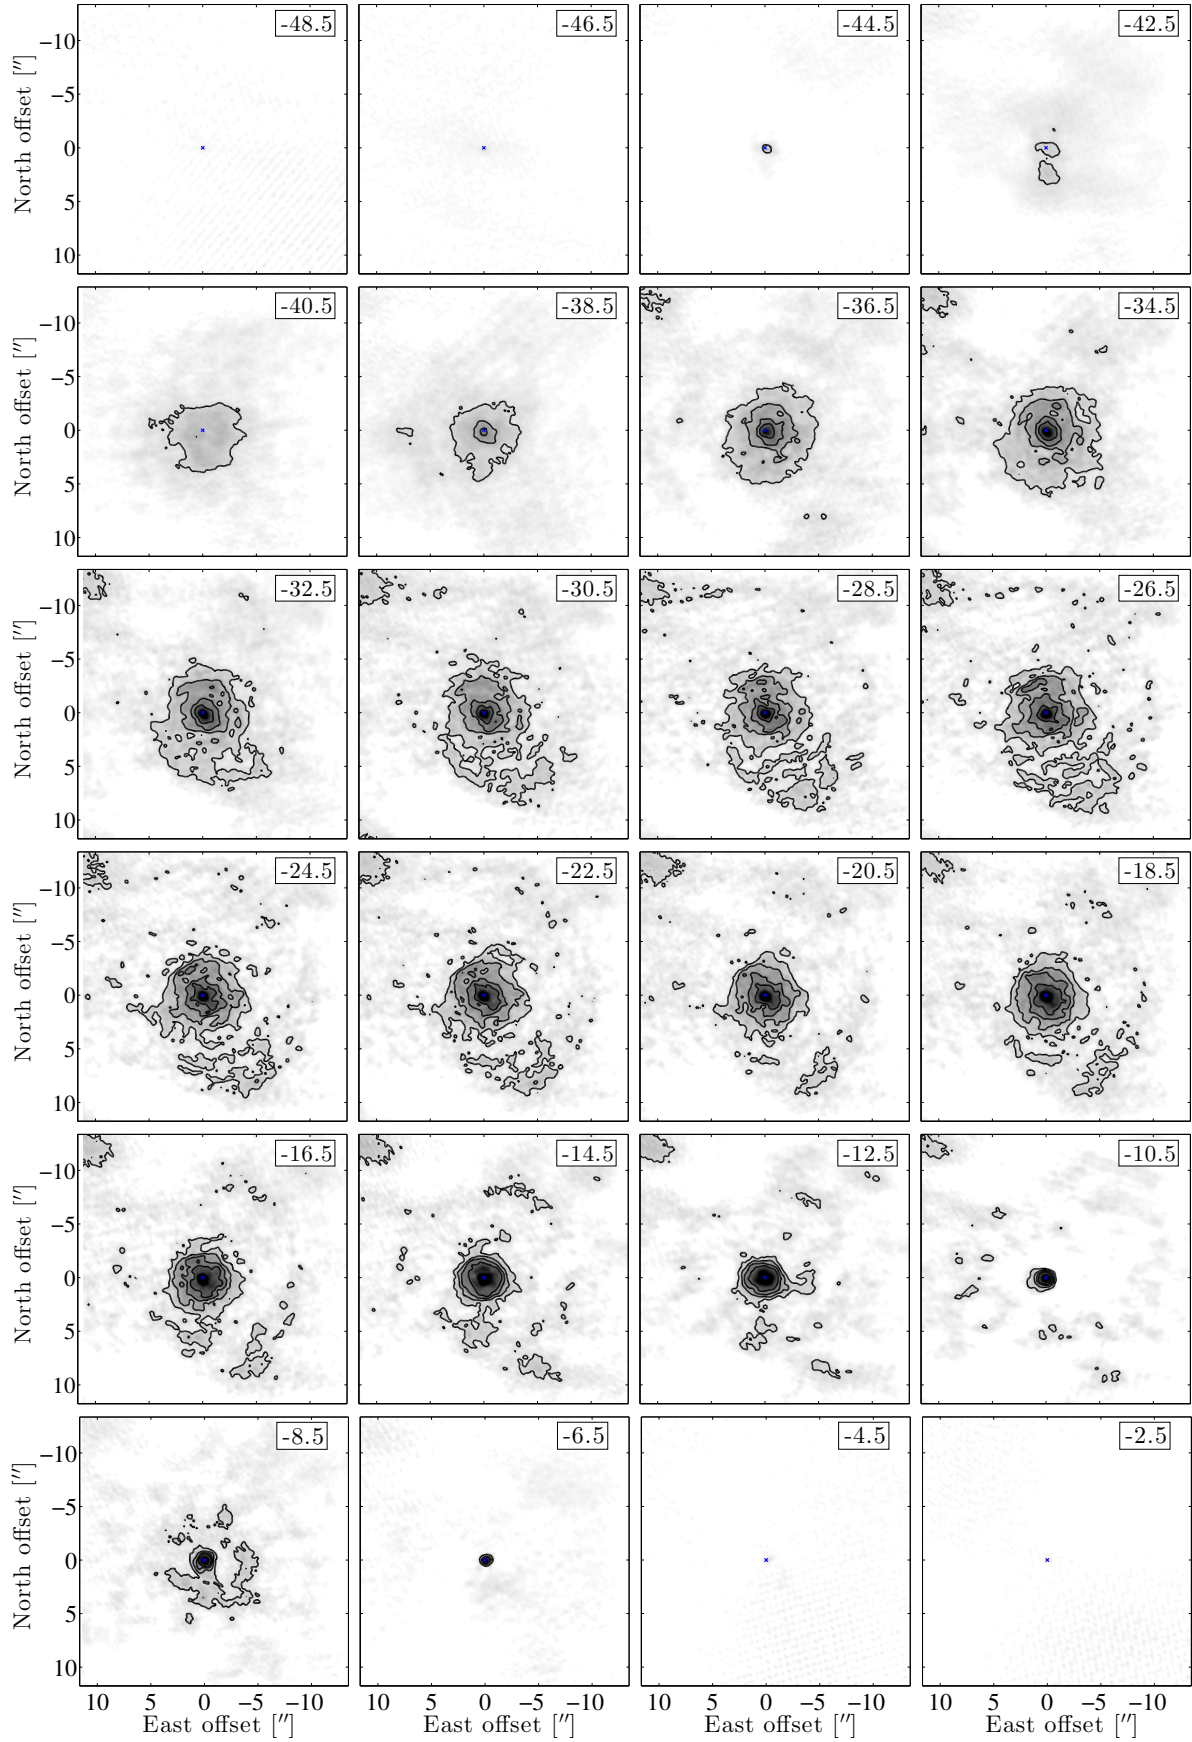 -48.5 -46.5 -44.5 -42.5
North offset [″]
−10
−5
0
5
10
-40.5 -38.5 -36.5 -34.5
North offset [″]
−10
−5
0
5
10
-32.5 -30.5 -28.5 -26.5
North offset [″]
−10
−5
0
5
10
-24.5 -22.5 -20.5 -18.5
North offset [″]
−10
−5
0
5
10
-16.5 -14.5 -12.5 -10.5
North offset [″]
−10
−5
0
5
10
-8.5 -6.5 -4.5 -2.5
North offset [″]
−10
−5
0
5
10
10 5 0 −5 −10 10 5 0 −5 −10 10 5 0 −5 −10 10 5 0 −5 −10
East offset [″] East offset [″] East offset [″] East offset [″]